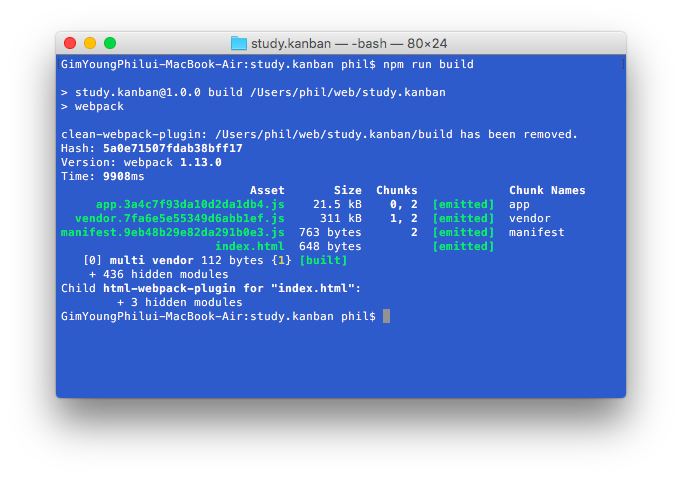 study.kanban — -bash — 80×24
GimYoungPhilui-MacBook-Air:study.kanban phil$ npm run build
> study.kanban@1.0.0 build /Users/phil/web/study.kanban
> webpack
clean-webpack-plugin: /Users/phil/web/study.kanban/build has been removed.
Hash: 5a0e71507fdab38bff17
Version: webpack 1.13.0
Time: 9908ms
Asset Size Chunks Chunk Names
app.3a4c7f93da10d2da1db4.js 21.5 kB 0, 2 [emitted] app
vendor.7fa6e5e55349d6abb1ef.js 311 kB 1, 2 [emitted] vendor
manifest.9eb48b29e82da291b0e3.js 763 bytes 2 [emitted] manifest
index.html 648 bytes [emitted]
[0] multi vendor 112 bytes {1} [built]
+ 436 hidden modules
Child html-webpack-plugin for "index.html":
+ 3 hidden modules
GimYoungPhilui-MacBook-Air:study.kanban phil$